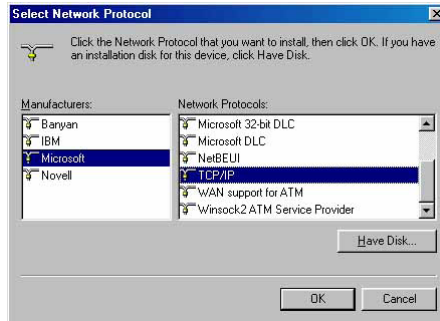 Select Network Protocol
Click the Network Protocol that you want to install, then click OK. If you have
an installation disk for this device, click Have Disk.
Manufacturers:
Banyan
IBM
Microsoft
Novell
Network Protocols:
Microsoft 32-bit DLC
Microsoft DLC
NetBEUI
TCP/IP
WAN support for ATM
Winsock2 ATM Service Provider
Have Disk...
OK
Cancel